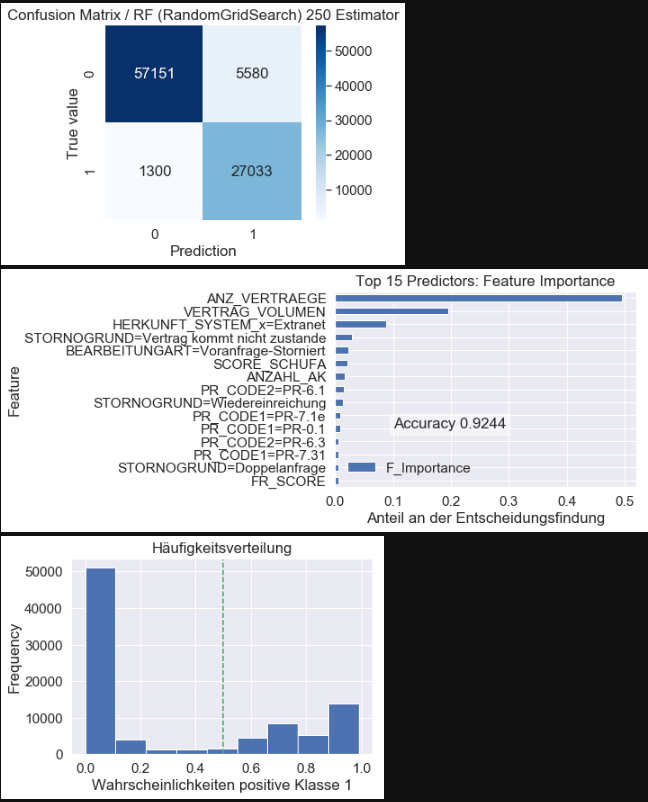 Confusion Matrix / RF (RandomGridSearch) 250 Estimator
True value
0
1
57151 5580
1300 27033
50000
40000
30000
20000
10000
0 1
Prediction
Top 15 Predictors: Feature Importance
Feature
ANZ_VERTRAEGE
VERTRAG_VOLUMEN
HERKUNFT_SYSTEM_x=Extranet
STORNOGRUND=Vertrag kommt nicht zustande
BEARBEITUNGART=Voranfrage-Storniert
SCORE_SCHUFA
ANZAHL_AK
PR_CODE2=PR-6.1
STORNOGRUND=Wiedereinreichung
PR_CODE1=PR-7.1e
PR_CODE1=PR-0.1
PR_CODE2=PR-6.3
PR_CODE1=PR-7.31
STORNOGRUND=Doppelanfrage
FR_SCORE
Accuracy 0.9244
F_Importance
0.0 0.1 0.2 0.3 0.4 0.5
Anteil an der Entscheidungsfindung
Häufigkeitsverteilung
Frequency
50000
40000
30000
20000
10000
0
0.0 0.2 0.4 0.6 0.8 1.0
Wahrscheinlichkeiten positive Klasse 1